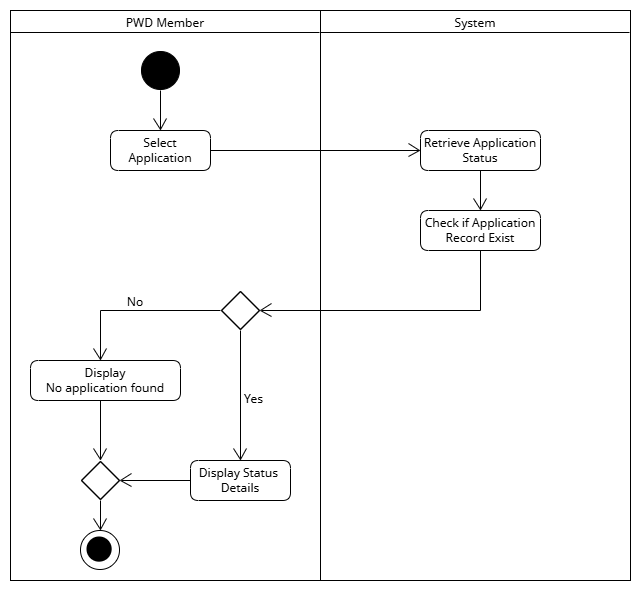 PWD Member
System
Select
Application
Retrieve Application
Status
Check if Application
Record Exist
No
Display
No application found
Yes
Display Status
Details